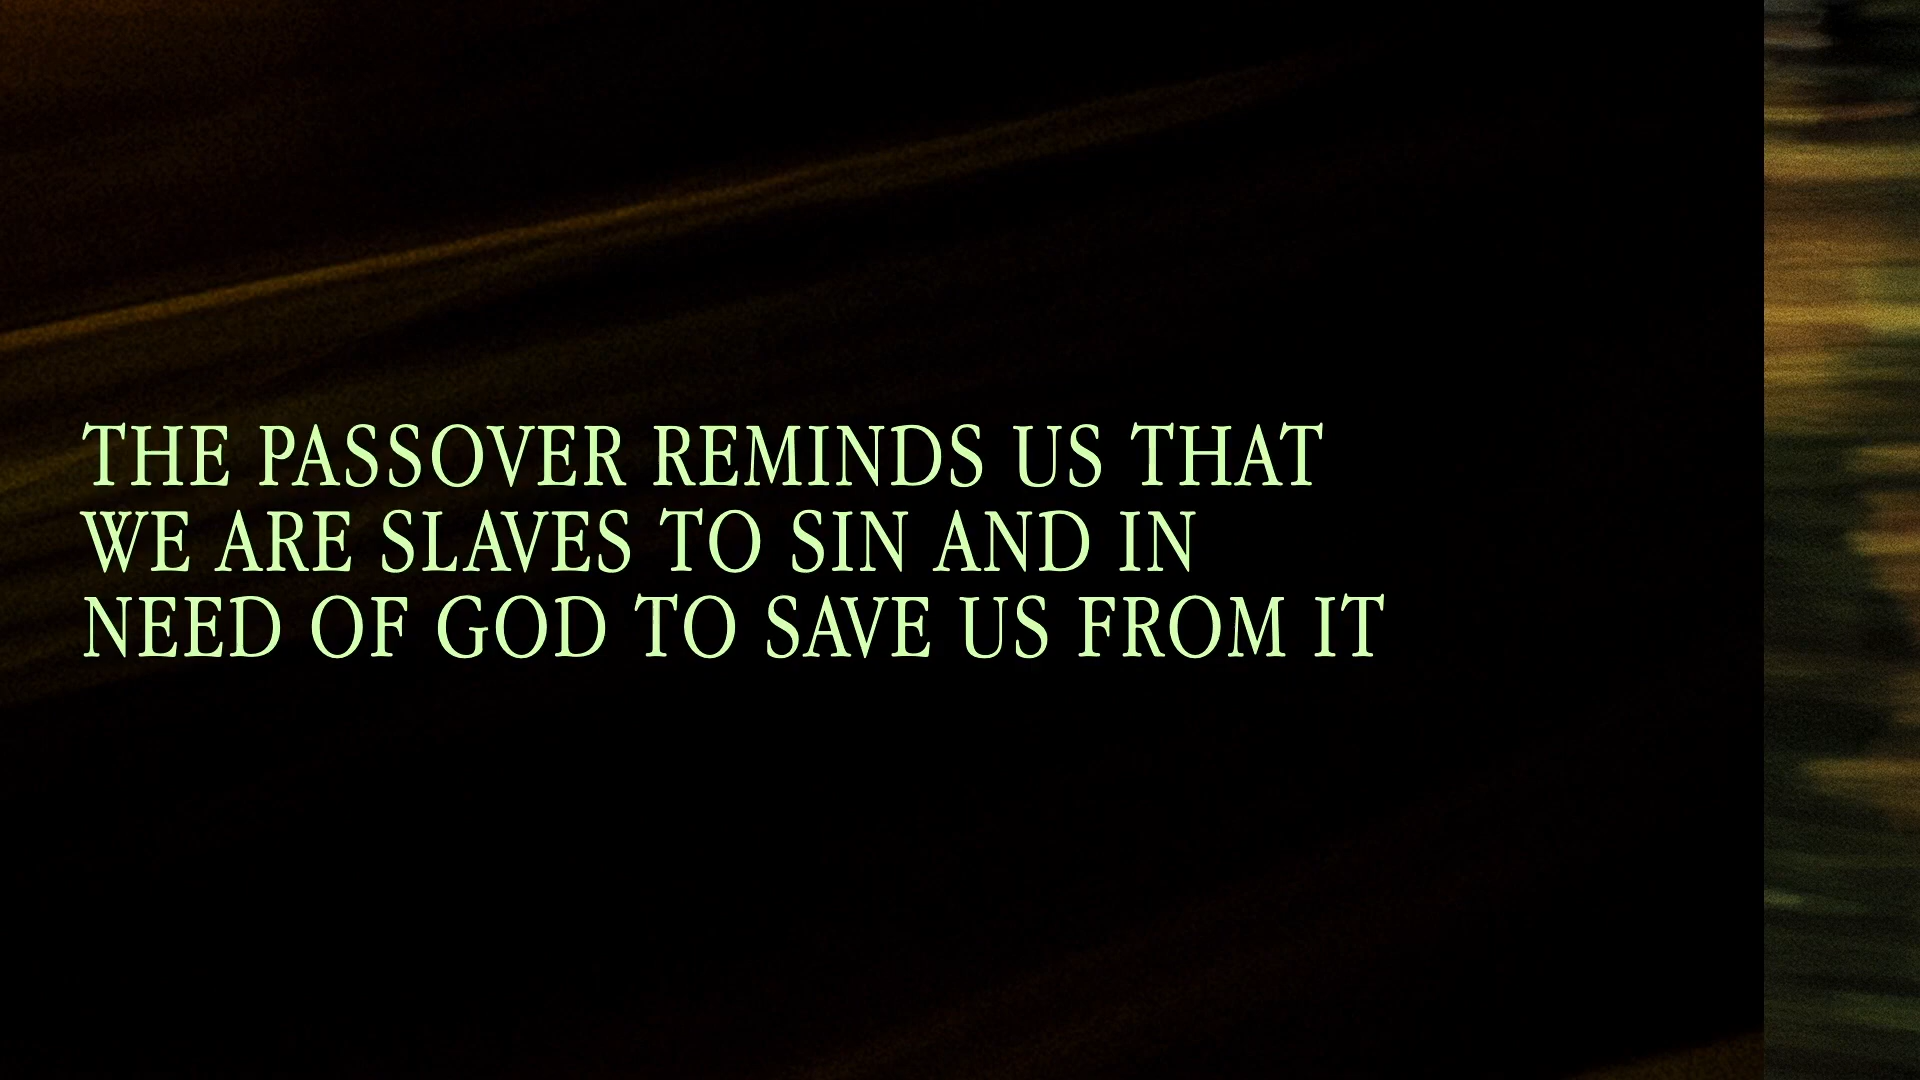 THE PASSOVER REMINDS US THAT
WE ARE SLAVES TO SIN AND IN
NEED OF GOD TO SAVE US FROM IT